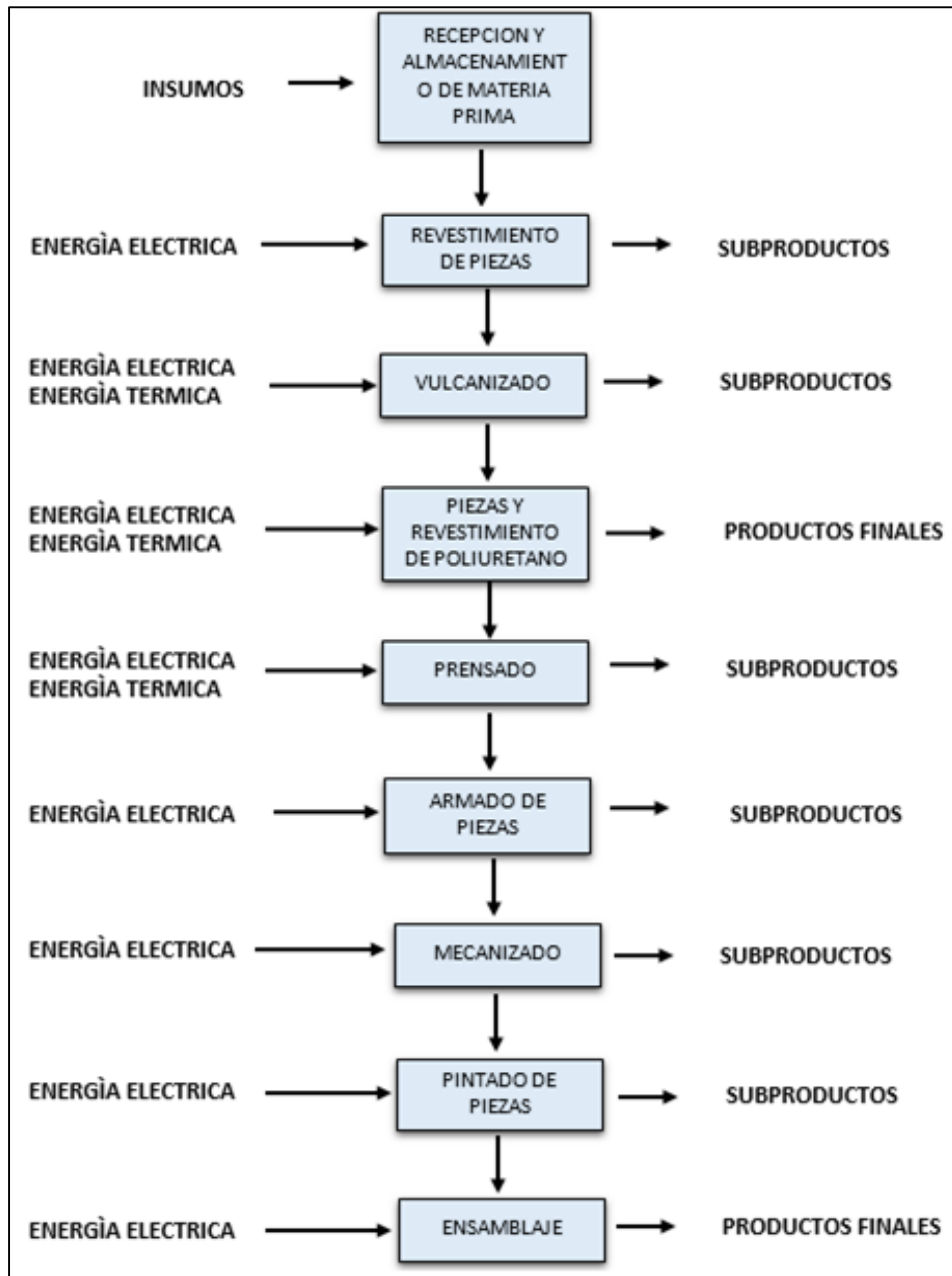 RECEPCION Y
ALMACENAMIENT
O DE MATERIA
PRIMA
INSUMOS
ENERGÌA ELECTRICA
REVESTIMIENTO
DE PIEZAS
SUBPRODUCTOS
ENERGÌA ELECTRICA
ENERGÌA TERMICA
VULCANIZADO
SUBPRODUCTOS
ENERGÌA ELECTRICA
ENERGÌA TERMICA
PIEZAS Y
REVESTIMIENTO
DE POLIURETANO
PRODUCTOS FINALES
ENERGÌA ELECTRICA
ENERGÌA TERMICA
PRENSADO
SUBPRODUCTOS
ENERGÌA ELECTRICA
ARMADO DE
PIEZAS
SUBPRODUCTOS
ENERGÌA ELECTRICA
MECANIZADO
SUBPRODUCTOS
ENERGÌA ELECTRICA
PINTADO DE
PIEZAS
SUBPRODUCTOS
ENERGÌA ELECTRICA
ENSAMBLAJE
PRODUCTOS FINALES